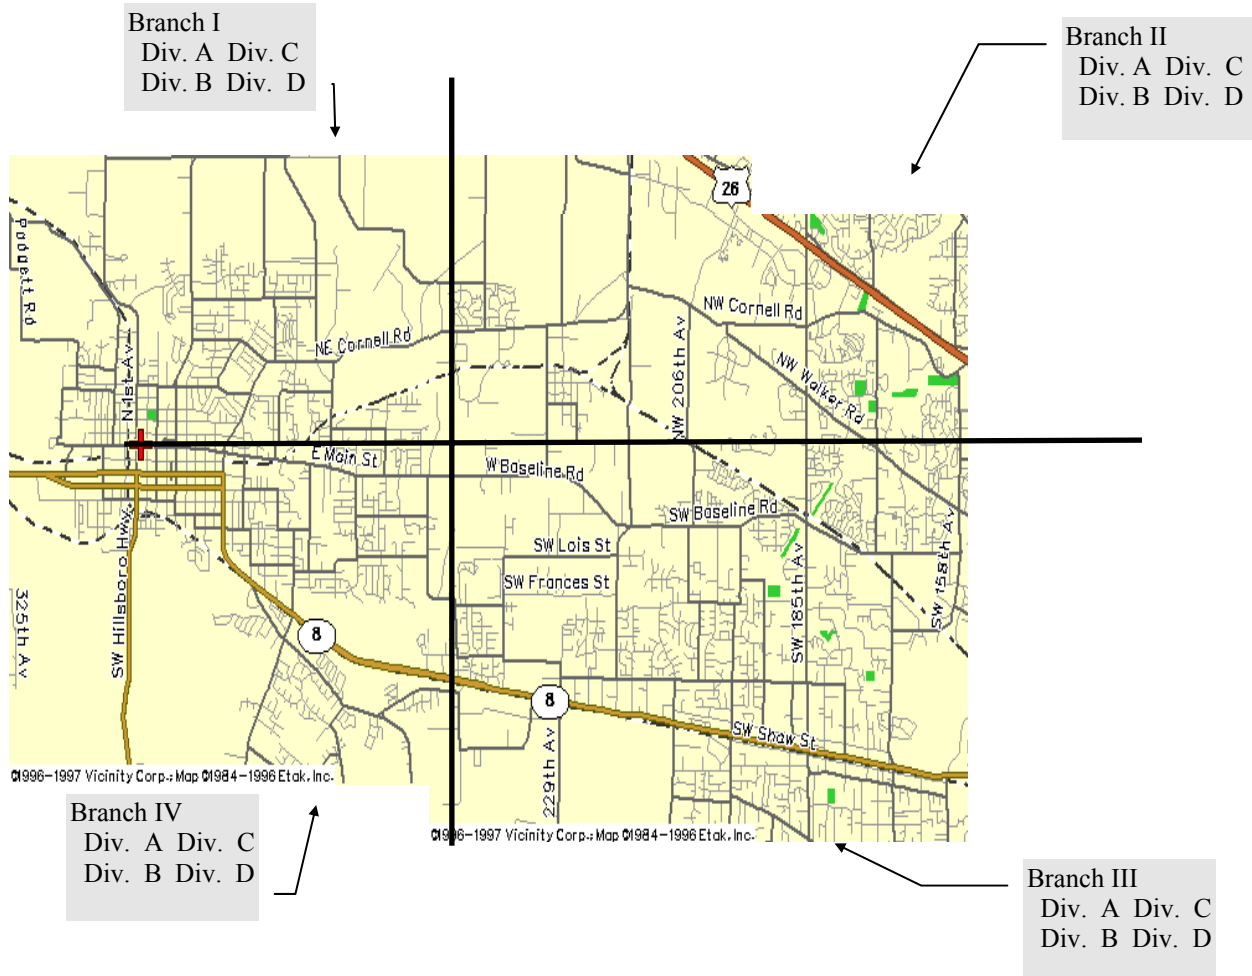 Branch I
Div. A Div. C
Div. B Div. D
Branch II
Div. A Div. C
Div. B Div. D
26
Padgett Rd
N 1st Av
NE Cornell Rd
NW Cornell Rd
NW 206th Av
NW Walker Rd
E Main St
W Baseline Rd
SW Baseline Rd
SW Lois St
SW Frances St
SW 185th Av
SW 158th Av
325th Av
SW Hillsboro Hwy
8
8
229th Av
SW Shaw St
©1996-1997 Vicinity Corp.; Map ©1984-1996 Etak, Inc.
©1996-1997 Vicinity Corp.; Map ©1984-1996 Etak, Inc.
Branch IV
Div. A Div. C
Div. B Div. D
Branch III
Div. A Div. C
Div. B Div. D